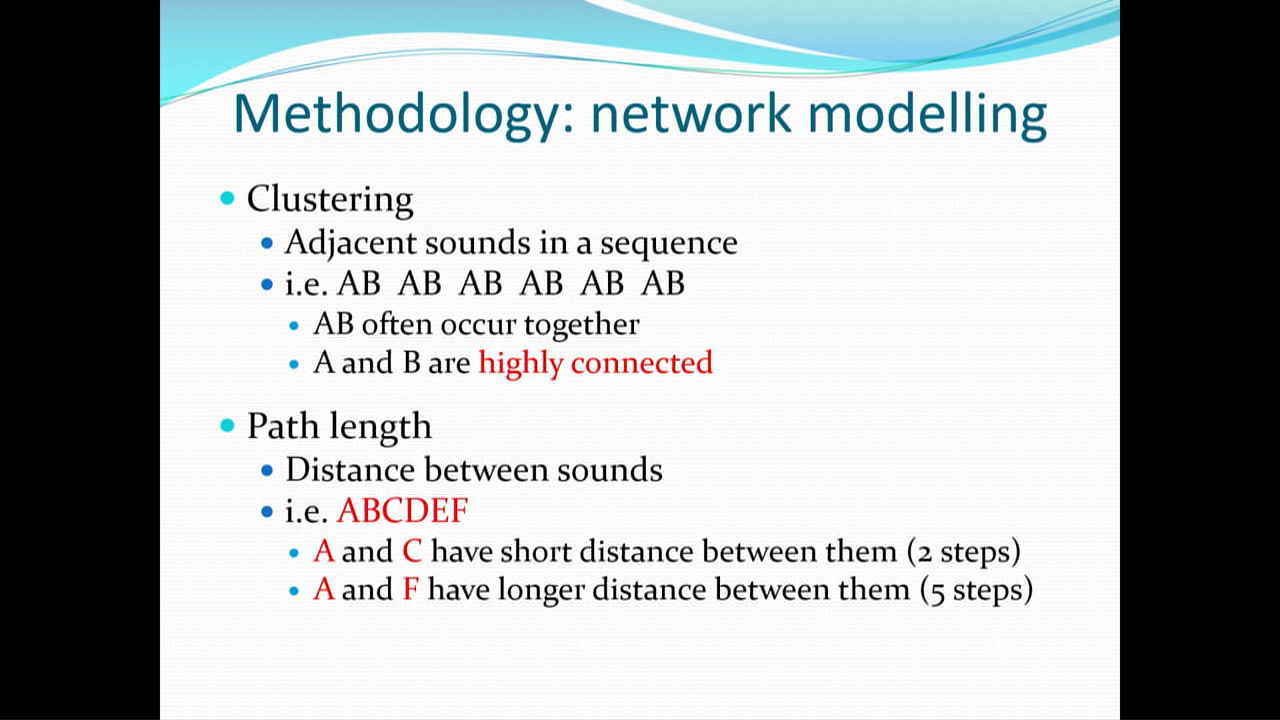 Methodology: network modelling
• Clustering
• Adjacent sounds in a sequence
• i.e. AB AB AB AB AB AB
• AB often occur together
• A and B are highly connected
• Path length
• Distance between sounds
• i.e. ABCDEF
• A and C have short distance between them (2 steps)
• A and F have longer distance between them (5 steps)